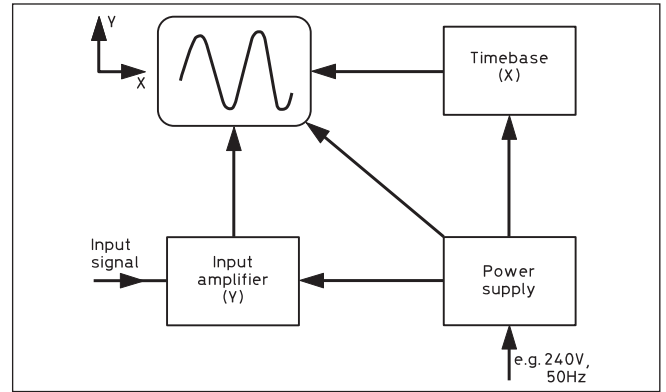 Y
X
Timebase
(X)
Input
signal
Input
amplifier
(Y)
Power
supply
e.g. 240V,
50Hz